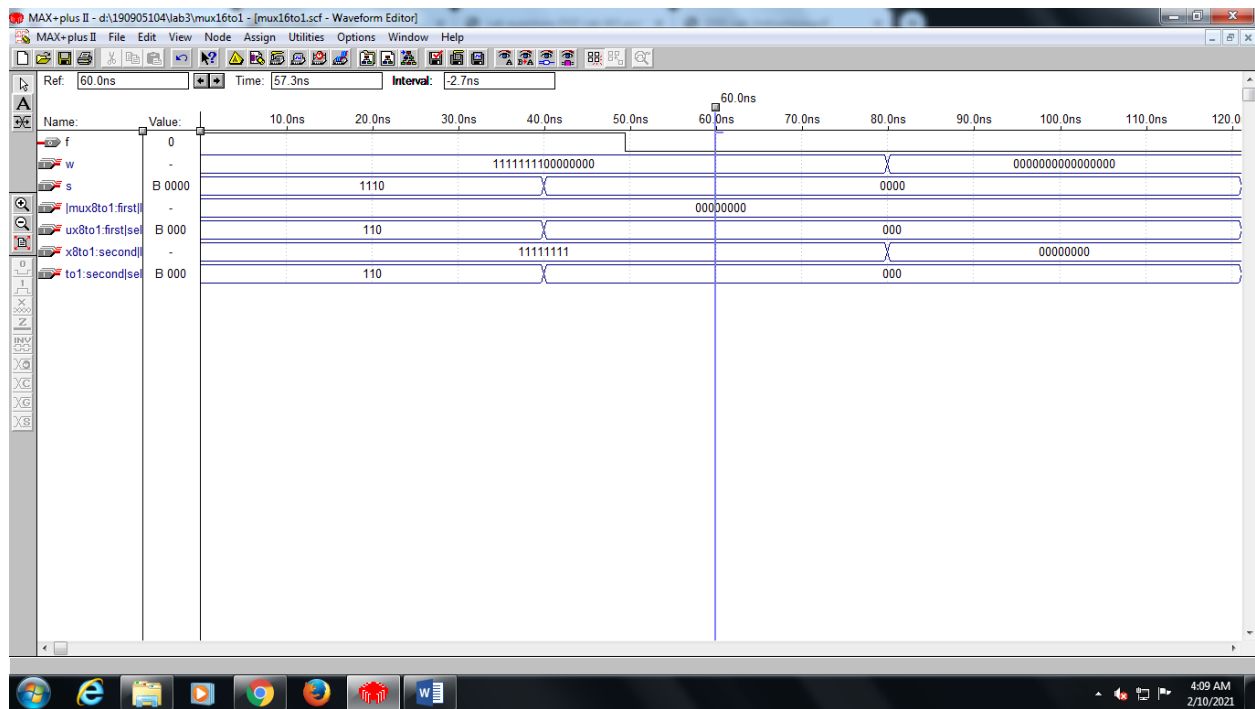 MAX+plus II - d:\190905104\lab3\mux16to1 - [mux16to1.scf - Waveform Editor]
MAX+plus II File Edit View Node Assign Utilities Options Window Help
Ref: 60.0ns Time: 57.3ns Interval: -2.7ns
60.0ns
Name: Value: 10.0ns 20.0ns 30.0ns 40.0ns 50.0ns 60.0ns 70.0ns 80.0ns 90.0ns 100.0ns 110.0ns 120.0
f 0
w - 1111111100000000 0000000000000000
s B 0000 1110 0000
|mux8to1:first|I - 00000000
ux8to1:first|sel B 000 110 000
x8to1:second|I - 11111111 00000000
to1:second|sel B 000 110 000
4:09 AM
2/10/2021